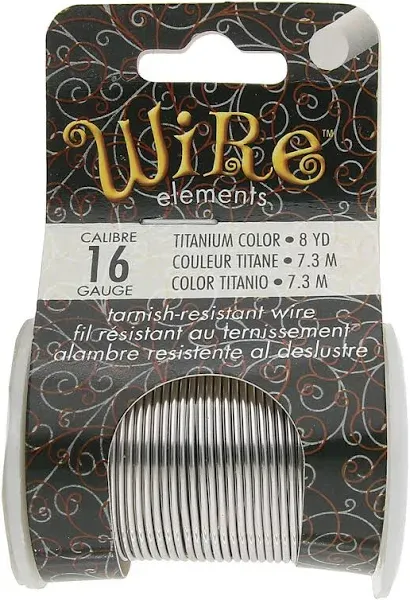 WiRe™
elements
CALIBRE
16
GAUGE
TITANIUM COLOR • 8 YD
COULEUR TITANE • 7.3 M
COLOR TITANIO • 7.3 M
tarnish-resistant wire
fil résistant au ternissement
alambre resistente al deslustre